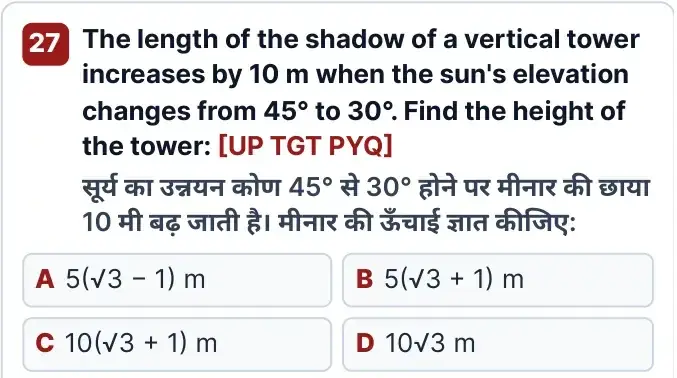 27 The length of the shadow of a vertical tower
increases by 10 m when the sun's elevation
changes from 45° to 30°. Find the height of
the tower: [UP TGT PYQ]
सूर्य का उन्नयन कोण 45° से 30° होने पर मीनार की छाया
10 मी बढ़ जाती है। मीनार की ऊँचाई ज्ञात कीजिए:
A 5(√3 − 1) m
B 5(√3 + 1) m
C 10(√3 + 1) m
D 10√3 m